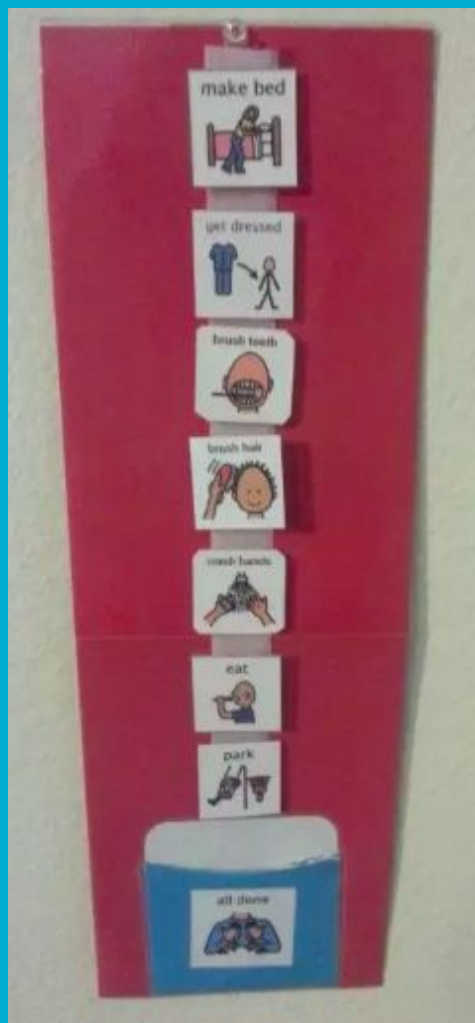 make bed
get dressed
brush teeth
brush hair
wash hands
eat
park
all done